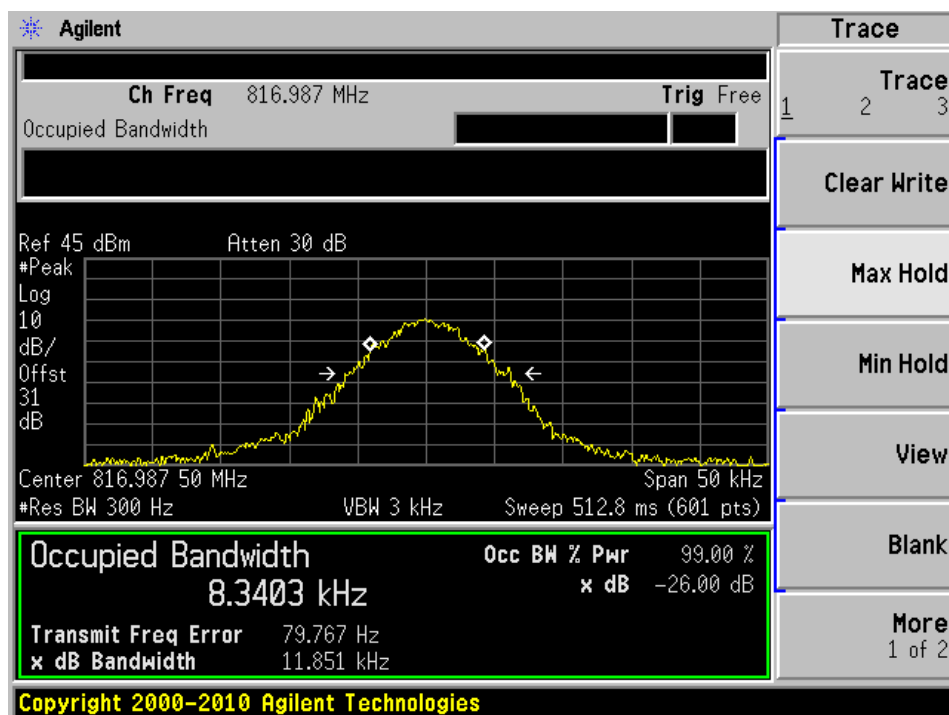 Agilent
Trace
Ch Freq 816.987 MHz Trig Free
Occupied Bandwidth
Trace
1 2 3
Clear Write
Max Hold
Min Hold
View
Blank
More
1 of 2
Ref 45 dBm Atten 30 dB
#Peak
Log
10
dB/
Offst
31
dB
Center 816.987 50 MHz Span 50 kHz
#Res BW 300 Hz VBW 3 kHz Sweep 512.8 ms (601 pts)
Occupied Bandwidth Occ BW % Pwr 99.00 %
8.3403 kHz x dB -26.00 dB
Transmit Freq Error 79.767 Hz
x dB Bandwidth 11.851 kHz
Copyright 2000-2010 Agilent Technologies